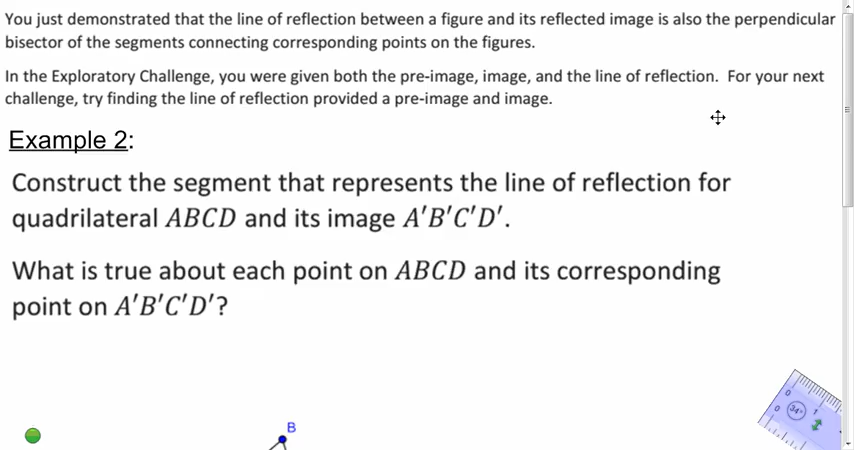 You just demonstrated that the line of reflection between a figure and its reflected image is also the perpendicular
bisector of the segments connecting corresponding points on the figures.
In the Exploratory Challenge, you were given both the pre-image, image, and the line of reflection. For your next
challenge, try finding the line of reflection provided a pre-image and image.
Example 2:
Construct the segment that represents the line of reflection for
quadrilateral ABCD and its image A′B′C′D′.
What is true about each point on ABCD and its corresponding
point on A′B′C′D′?
0
0 34° 1
B